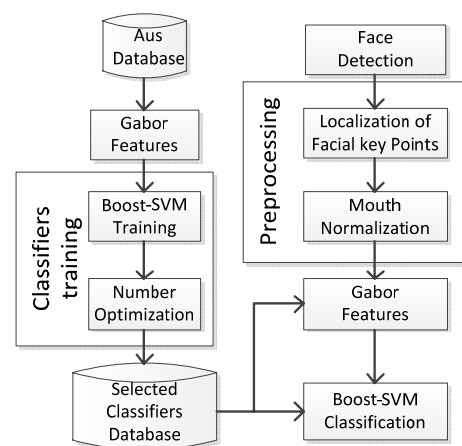 Aus
Database
Gabor
Features
Classifiers
training
Boost-SVM
Training
Number
Optimization
Selected
Classifiers
Database
Face
Detection
Preprocessing
Localization of
Facial key Points
Mouth
Normalization
Gabor
Features
Boost-SVM
Classification